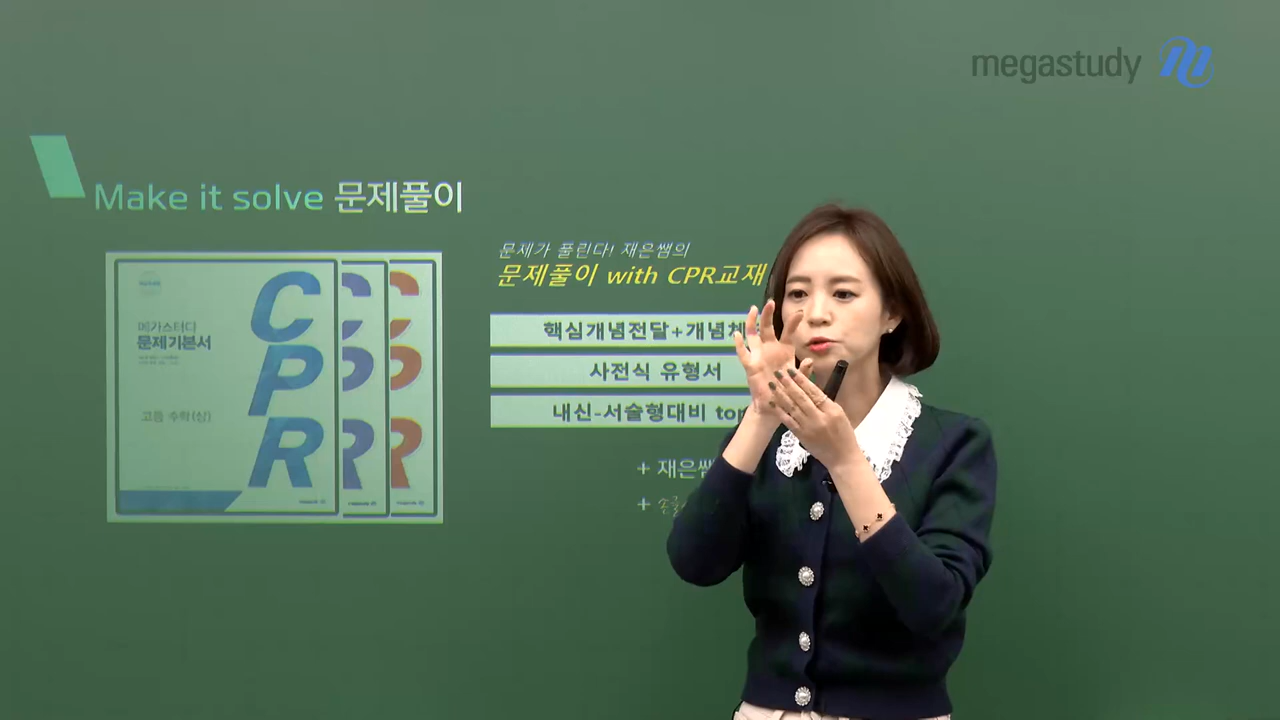 megastudy
Make it solve 문제풀이
문제가 풀린다! 재은쌤의
문제풀이 with CPR교재
메가스터디
문제기본서
고등 수학(상)
CPR
핵심개념전달+개념체
사전식 유형서
내신-서술형대비
+ 재은쌤
+